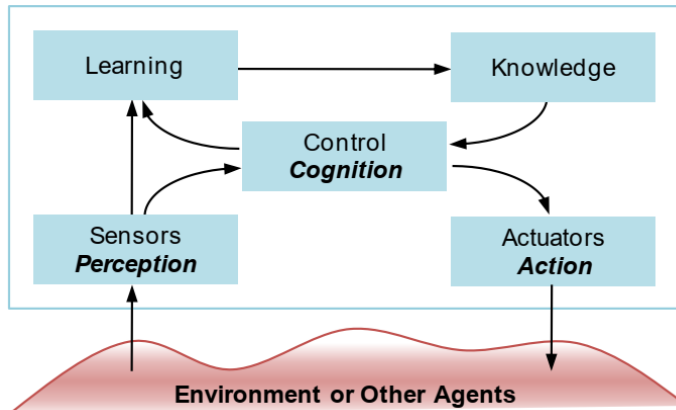 Learning
Knowledge
Control
Cognition
Sensors
Perception
Actuators
Action
Environment or Other Agents